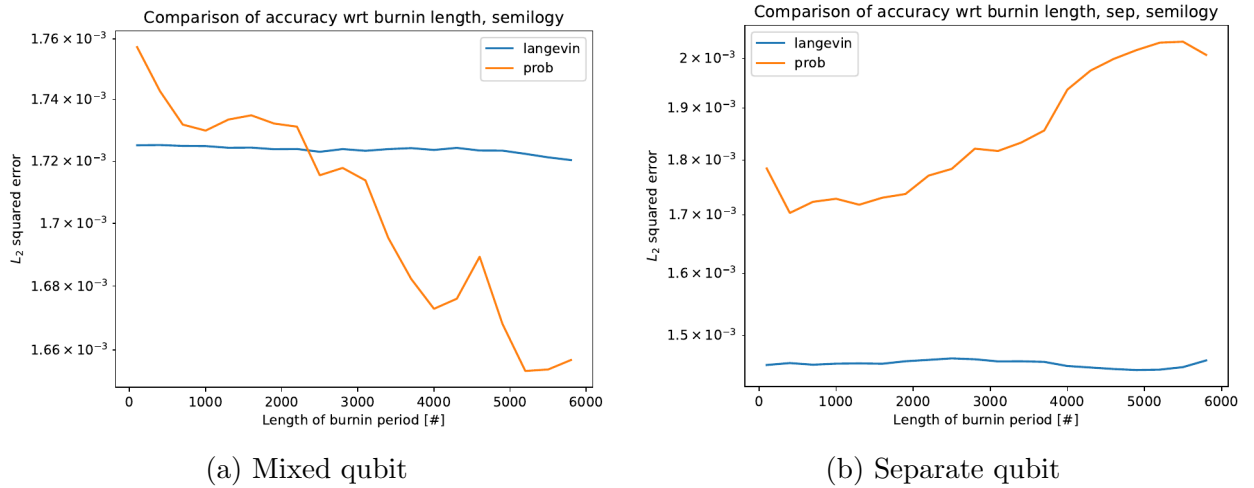 Comparison of accuracy wrt burnin length, semilogy
1.76 × 10⁻³
1.74 × 10⁻³
1.72 × 10⁻³
1.7 × 10⁻³
1.68 × 10⁻³
1.66 × 10⁻³
L₂ squared error
langevin
prob
0 1000 2000 3000 4000 5000 6000
Length of burnin period [#]
(a) Mixed qubit
Comparison of accuracy wrt burnin length, sep, semilogy
2 × 10⁻³
1.9 × 10⁻³
1.8 × 10⁻³
1.7 × 10⁻³
1.6 × 10⁻³
1.5 × 10⁻³
L₂ squared error
langevin
prob
0 1000 2000 3000 4000 5000 6000
Length of burnin period [#]
(b) Separate qubit